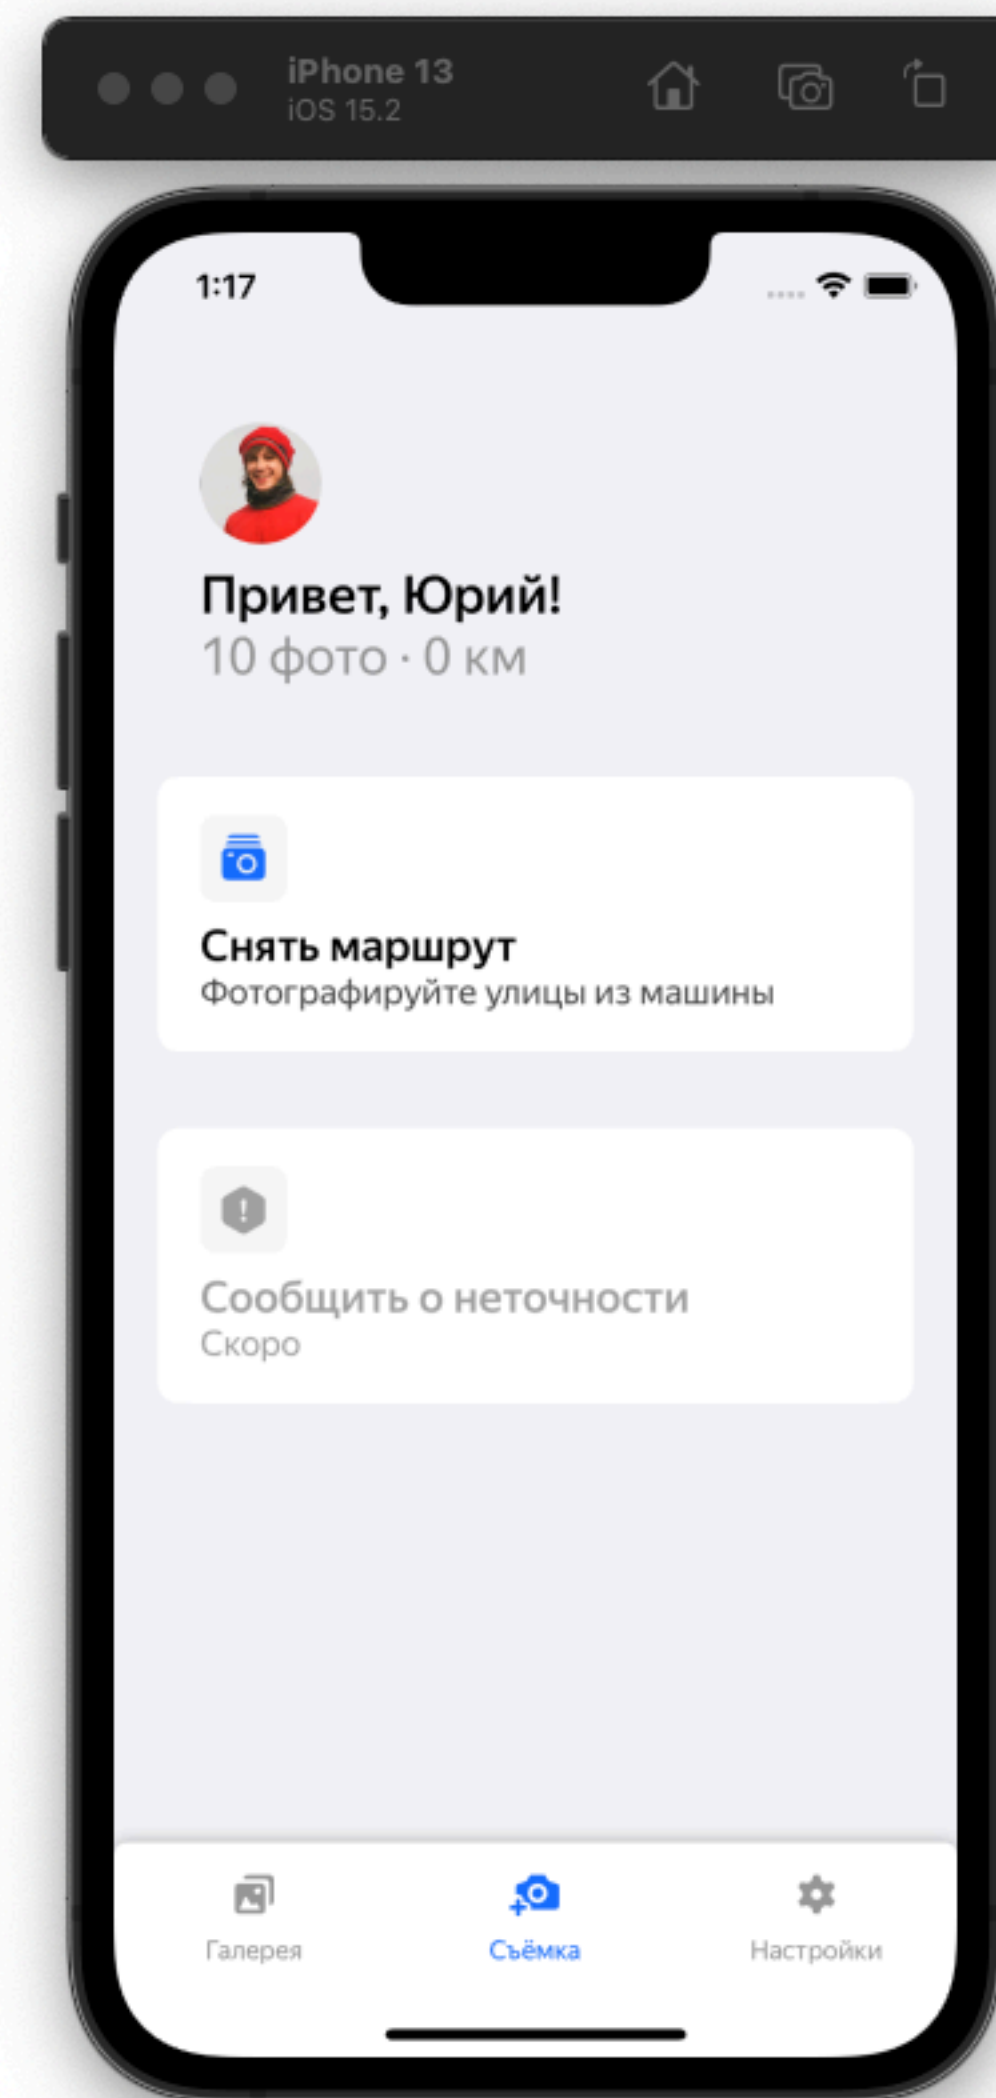 iPhone 13
iOS 15.2
1:17
Привет, Юрий!
10 фото · 0 км
Снять маршрут
Фотографируйте улицы из машины
Сообщить о неточности
Скоро
Галерея
Съёмка
Настройки